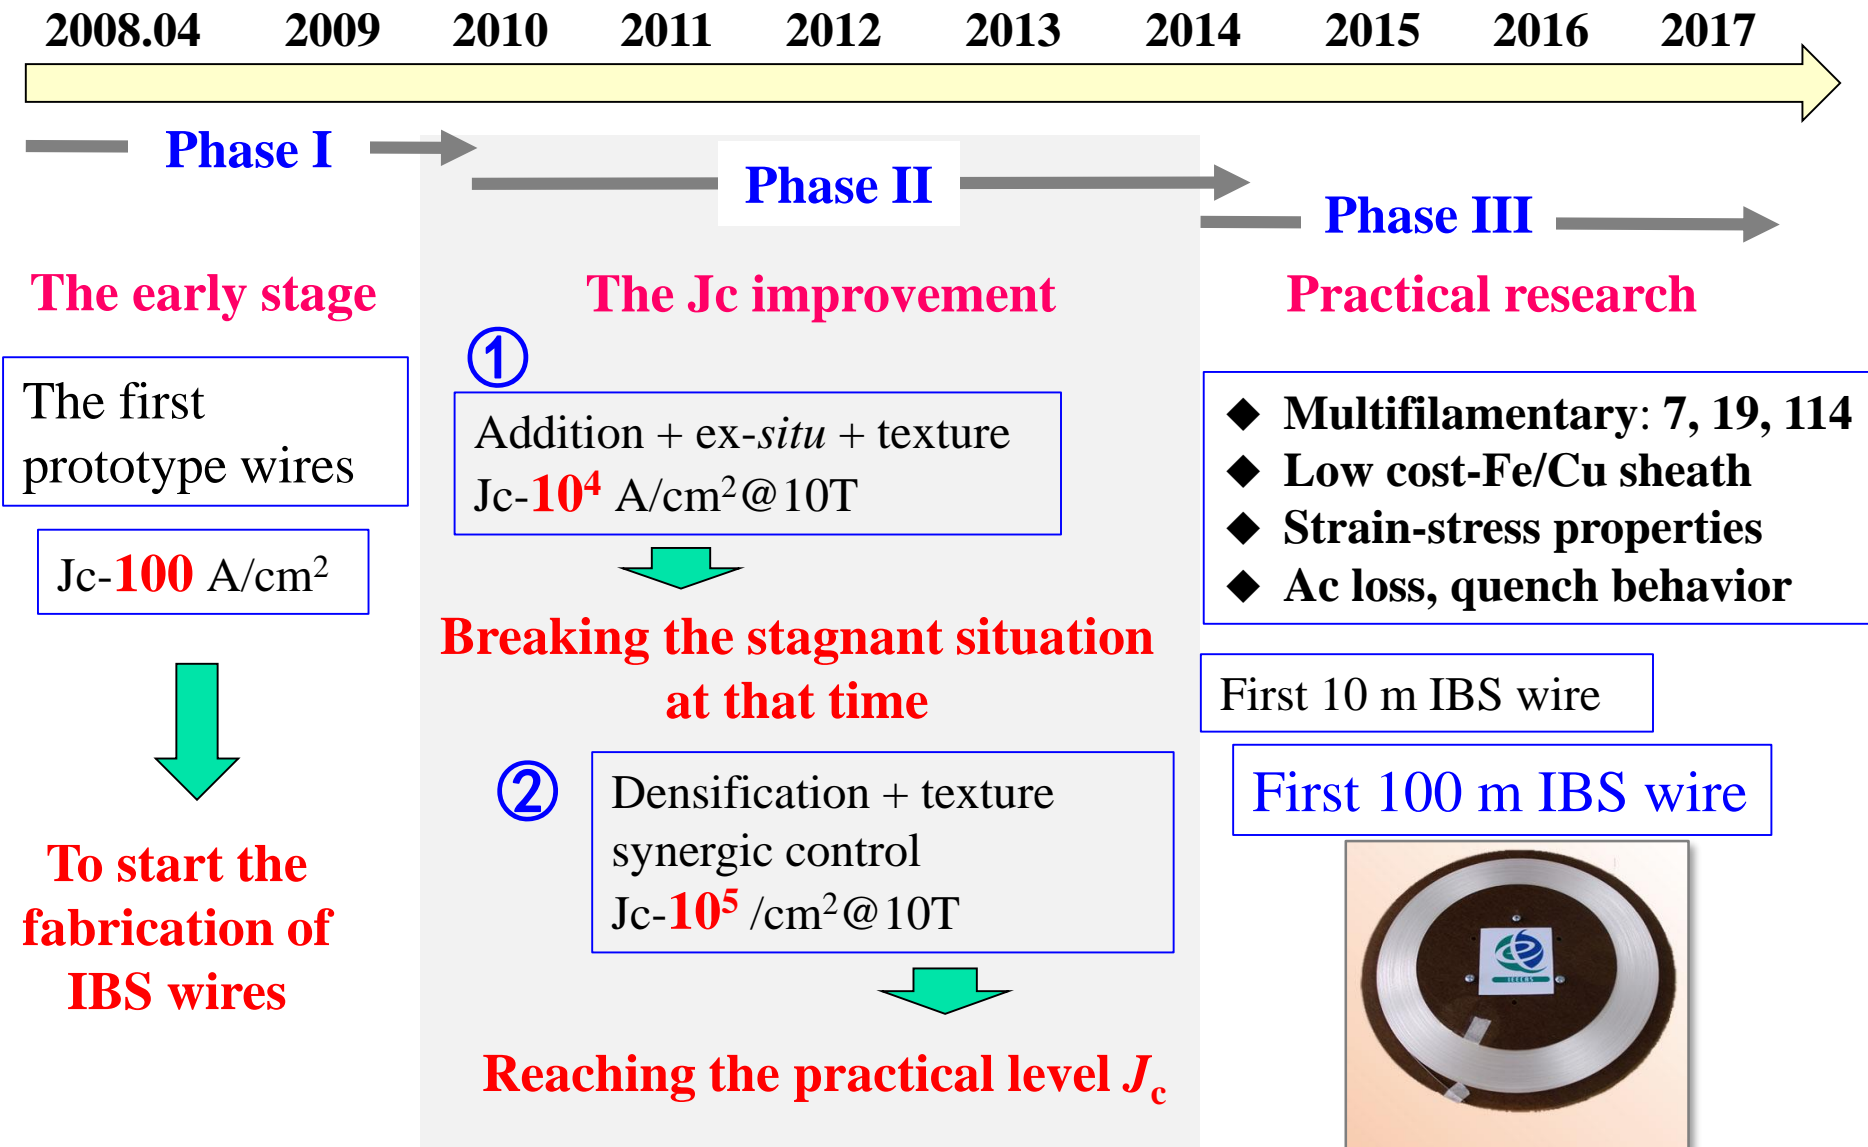 2008.04 2009 2010 2011 2012 2013 2014 2015 2016 2017
Phase I
Phase II
Phase III
The early stage
The first
prototype wires
Jc-100 A/cm²
To start the
fabrication of
IBS wires
The Jc improvement
①
Addition + ex-situ + texture
Jc-10⁴ A/cm²@10T
Breaking the stagnant situation
at that time
②
Densification + texture
synergic control
Jc-10⁵ /cm²@10T
Reaching the practical level Jc
Practical research
◆ Multifilamentary: 7, 19, 114
◆ Low cost-Fe/Cu sheath
◆ Strain-stress properties
◆ Ac loss, quench behavior
First 10 m IBS wire
First 100 m IBS wire